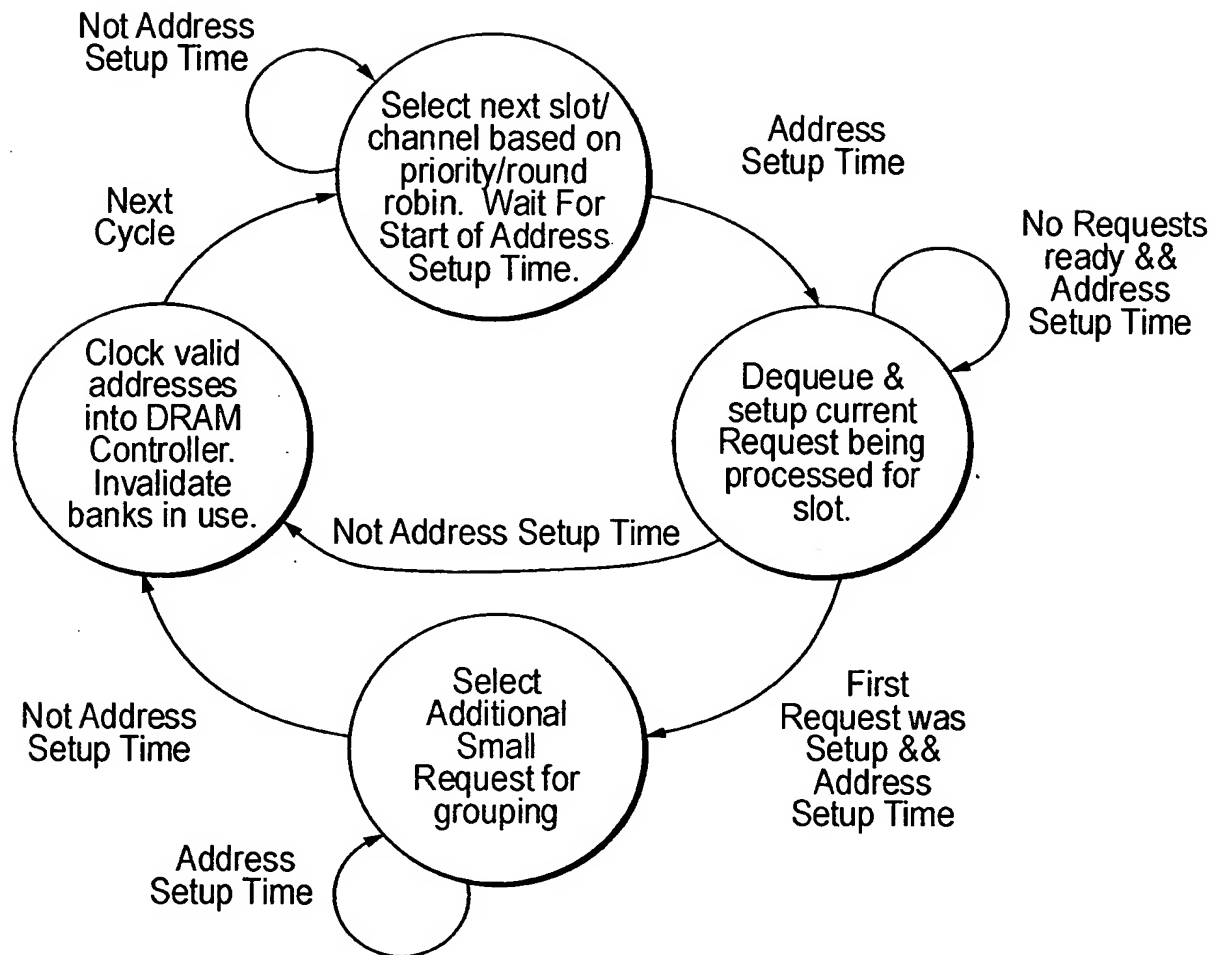 Not Address
Setup Time
Select next slot/
channel based on
priority/round
robin. Wait For
Start of Address
Setup Time.
Address
Setup Time
Next
Cycle
No Requests
ready &&
Address
Setup Time
Clock valid
addresses
into DRAM
Controller.
Invalidate
banks in use.
Dequeue &
setup current
Request being
processed for
slot.
Not Address Setup Time
Select
Additional
Small
Request for
grouping
Not Address
Setup Time
First
Request was
Setup &&
Address
Setup Time
Address
Setup Time